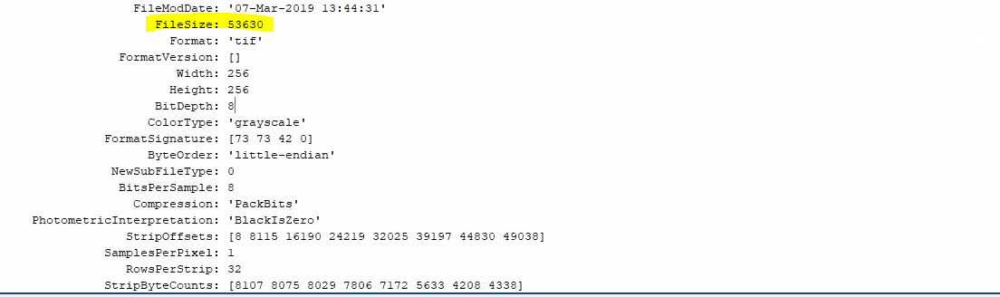 FileModDate: '07-Mar-2019 13:44:31'
FileSize: 53630
Format: 'tif'
FormatVersion: []
Width: 256
Height: 256
BitDepth: 8
ColorType: 'grayscale'
FormatSignature: [73 73 42 0]
ByteOrder: 'little-endian'
NewSubFileType: 0
BitsPerSample: 8
Compression: 'PackBits'
PhotometricInterpretation: 'BlackIsZero'
StripOffsets: [8 8115 16190 24219 32025 39197 44830 49038]
SamplesPerPixel: 1
RowsPerStrip: 32
StripByteCounts: [8107 8075 8029 7806 7172 5633 4208 4338]